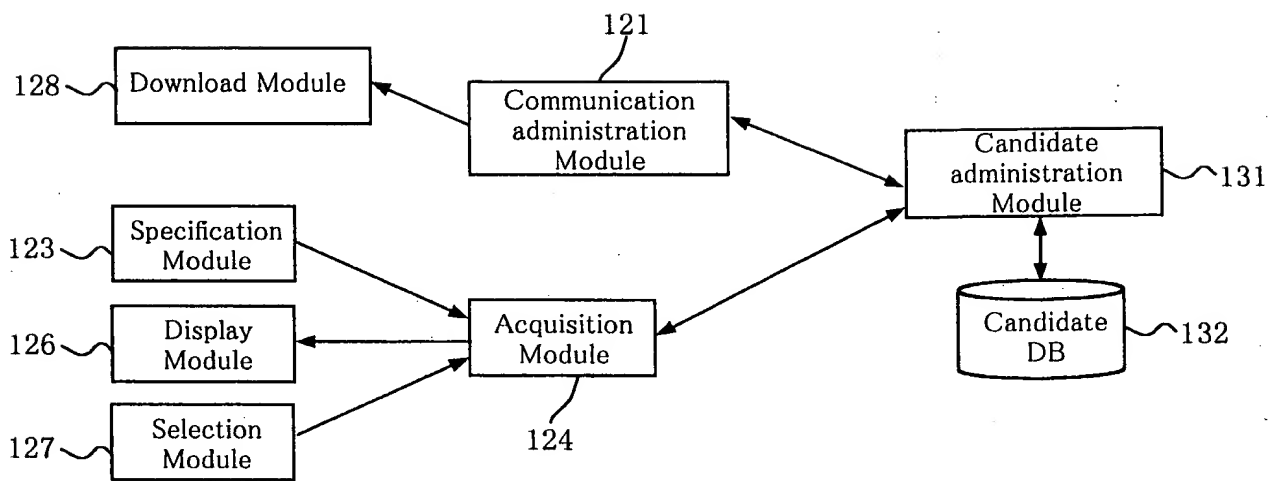 121
128
Download Module
Communication
administration
Module
Candidate
administration
Module
131
123
Specification
Module
126
Display
Module
Acquisition
Module
124
Candidate
DB
132
127
Selection
Module